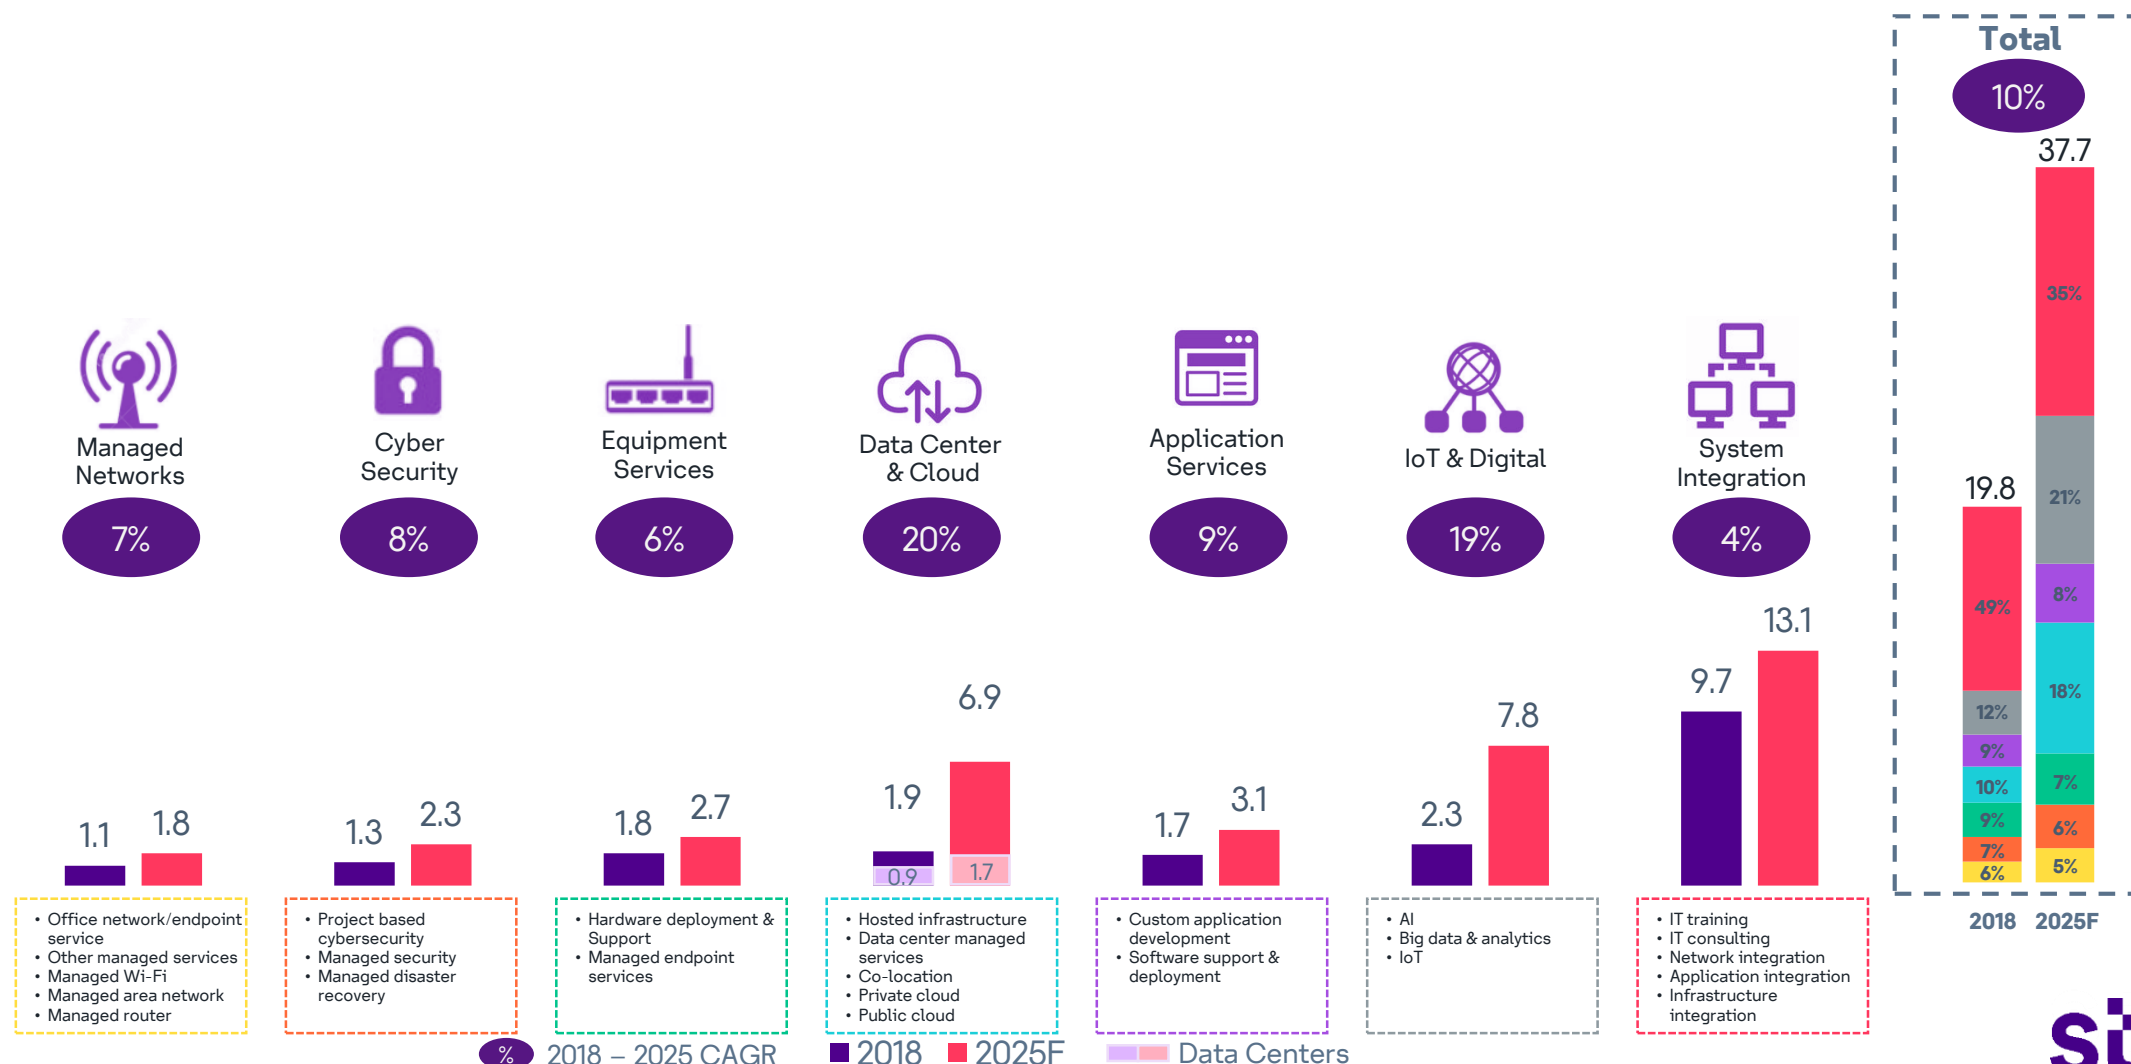 Total
10%
37.7
35%
21%
8%
18%
7%
6%
5%
19.8
49%
12%
9%
10%
9%
7%
6%
2018 2025F
Managed
Networks
7%
1.1 1.8
• Office network/endpoint
service
• Other managed services
• Managed Wi-Fi
• Managed area network
• Managed router
Cyber
Security
8%
1.3 2.3
• Project based
cybersecurity
• Managed security
• Managed disaster
recovery
Equipment
Services
6%
1.8 2.7
• Hardware deployment &
Support
• Managed endpoint
services
Data Center
& Cloud
20%
1.9 6.9
0.9 1.7
• Hosted infrastructure
• Data center managed
services
• Co-location
• Private cloud
• Public cloud
Application
Services
9%
1.7 3.1
• Custom application
development
• Software support &
deployment
IoT & Digital
19%
2.3 7.8
• AI
• Big data & analytics
• IoT
System
Integration
4%
9.7 13.1
• IT training
• IT consulting
• Network integration
• Application integration
• Infrastructure
integration
% 2018 – 2025 CAGR 2018 2025F Data Centers